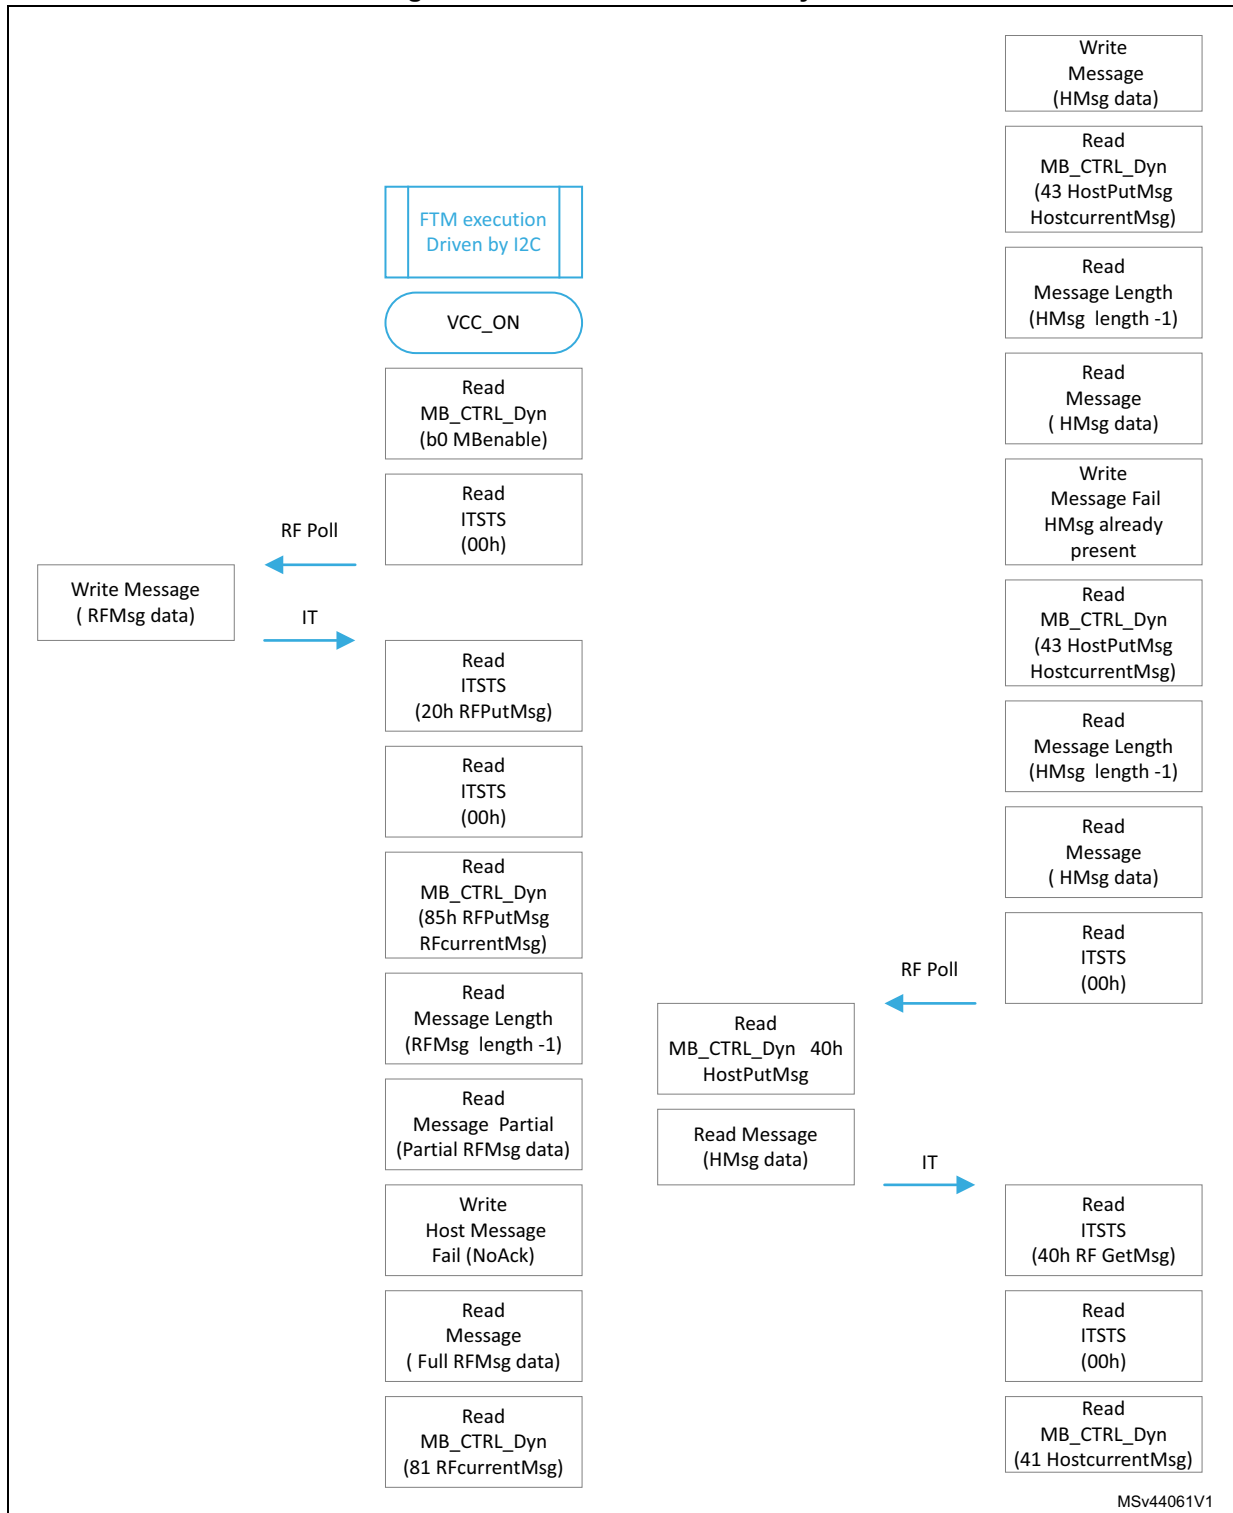 FTM execution
Driven by I2C
VCC_ON
Read
MB_CTRL_Dyn
(b0 MBenable)
Read
ITSTS
(00h)
RF Poll
Write Message
( RFMsg data)
IT
Read
ITSTS
(20h RFPutMsg)
Read
ITSTS
(00h)
Read
MB_CTRL_Dyn
(85h RFPutMsg
RFcurrentMsg)
Read
Message Length
(RFMsg length -1)
Read
Message Partial
(Partial RFMsg data)
Write
Host Message
Fail (NoAck)
Read
Message
( Full RFMsg data)
Read
MB_CTRL_Dyn
(81 RFcurrentMsg)
Write
Message
(HMsg data)
Read
MB_CTRL_Dyn
(43 HostPutMsg
HostcurrentMsg)
Read
Message Length
(HMsg length -1)
Read
Message
( HMsg data)
Write
Message Fail
HMsg already
present
Read
MB_CTRL_Dyn
(43 HostPutMsg
HostcurrentMsg)
Read
Message Length
(HMsg length -1)
Read
Message
( HMsg data)
Read
ITSTS
(00h)
RF Poll
Read
MB_CTRL_Dyn 40h
HostPutMsg
Read Message
(HMsg data)
IT
Read
ITSTS
(40h RF GetMsg)
Read
ITSTS
(00h)
Read
MB_CTRL_Dyn
(41 HostcurrentMsg)
MSv44061V1